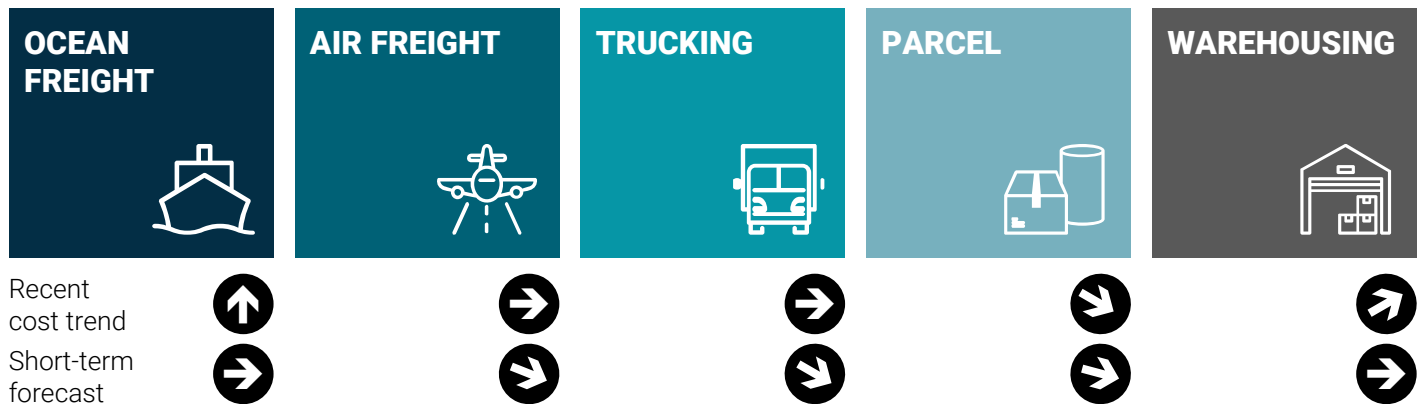 OCEAN
FREIGHT
AIR FREIGHT
TRUCKING
PARCEL
WAREHOUSING
Recent
cost trend
Short-term
forecast